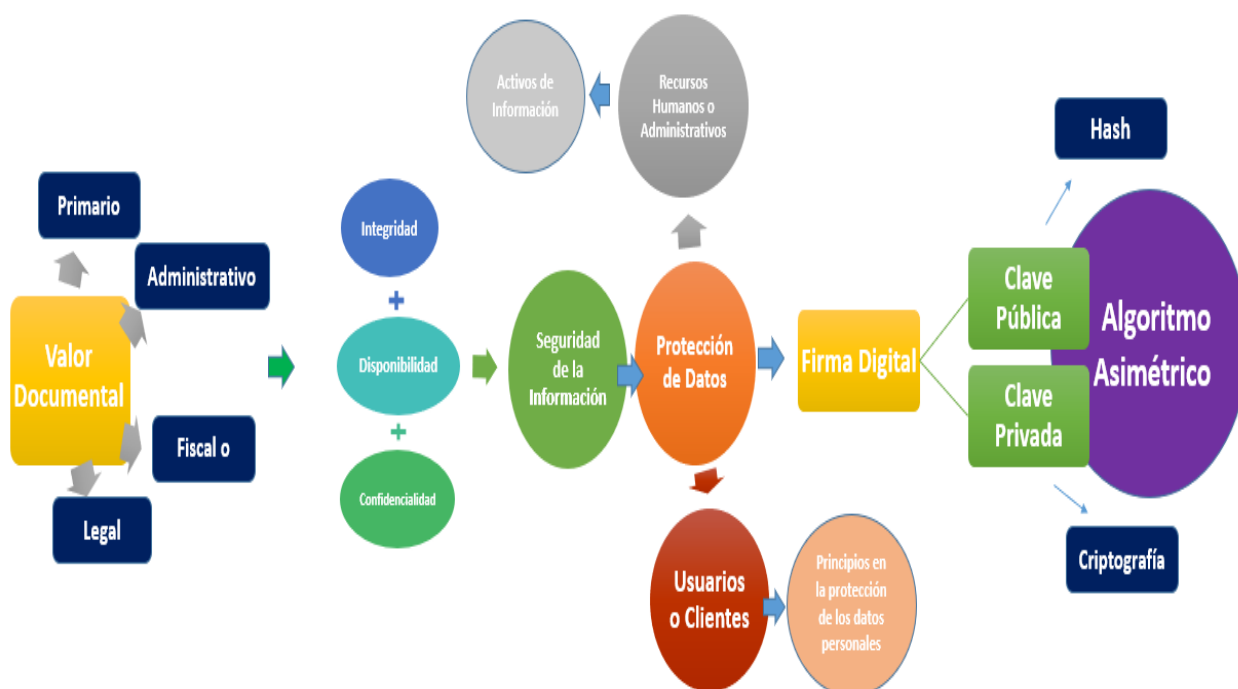 Primario
Administrativo
Valor
Documental
Fiscal o
Legal
Integridad
+
Disponibilidad
+
Confidencialidad
Seguridad
de la
Información
Protección
de Datos
Activos de
Información
Recursos
Humanos o
Administrativos
Usuarios
o Clientes
Principios en
la protección
de los datos
personales
Firma Digital
Clave
Pública
Clave
Privada
Hash
Algoritmo
Asimétrico
Criptografía